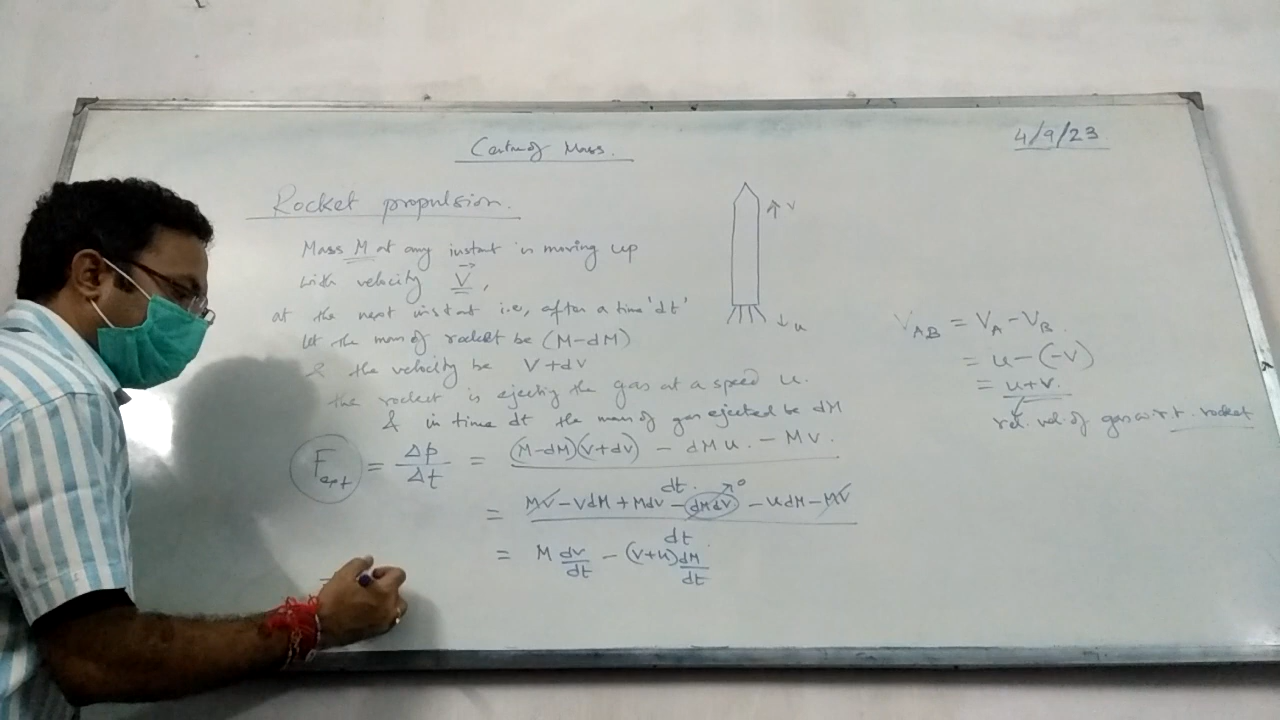 Centre of Mass.
4/9/23
Rocket propulsion.
Mass M at any instant is moving up
with velocity V⃗,
at the next instant i.e, after a time 'dt'
let the mass of rocket be (M-dM)
& the velocity be V+dV
the rocket is ejecting the gas at a speed u.
& in time dt the mass of gas ejected be dM
F_ext = Δp/Δt = ((M-dM)(V+dV) - dM u. - MV.)/dt.
= (MV - VdM + MdV - dMdV → 0 - udM - MV)/dt
= M dV/dt - (V+u) dM/dt
↑ V
↓ u
V_AB = V_A - V_B.
= u - (-V)
= u+V.
rel. vel. of gas w.r.t. rocket